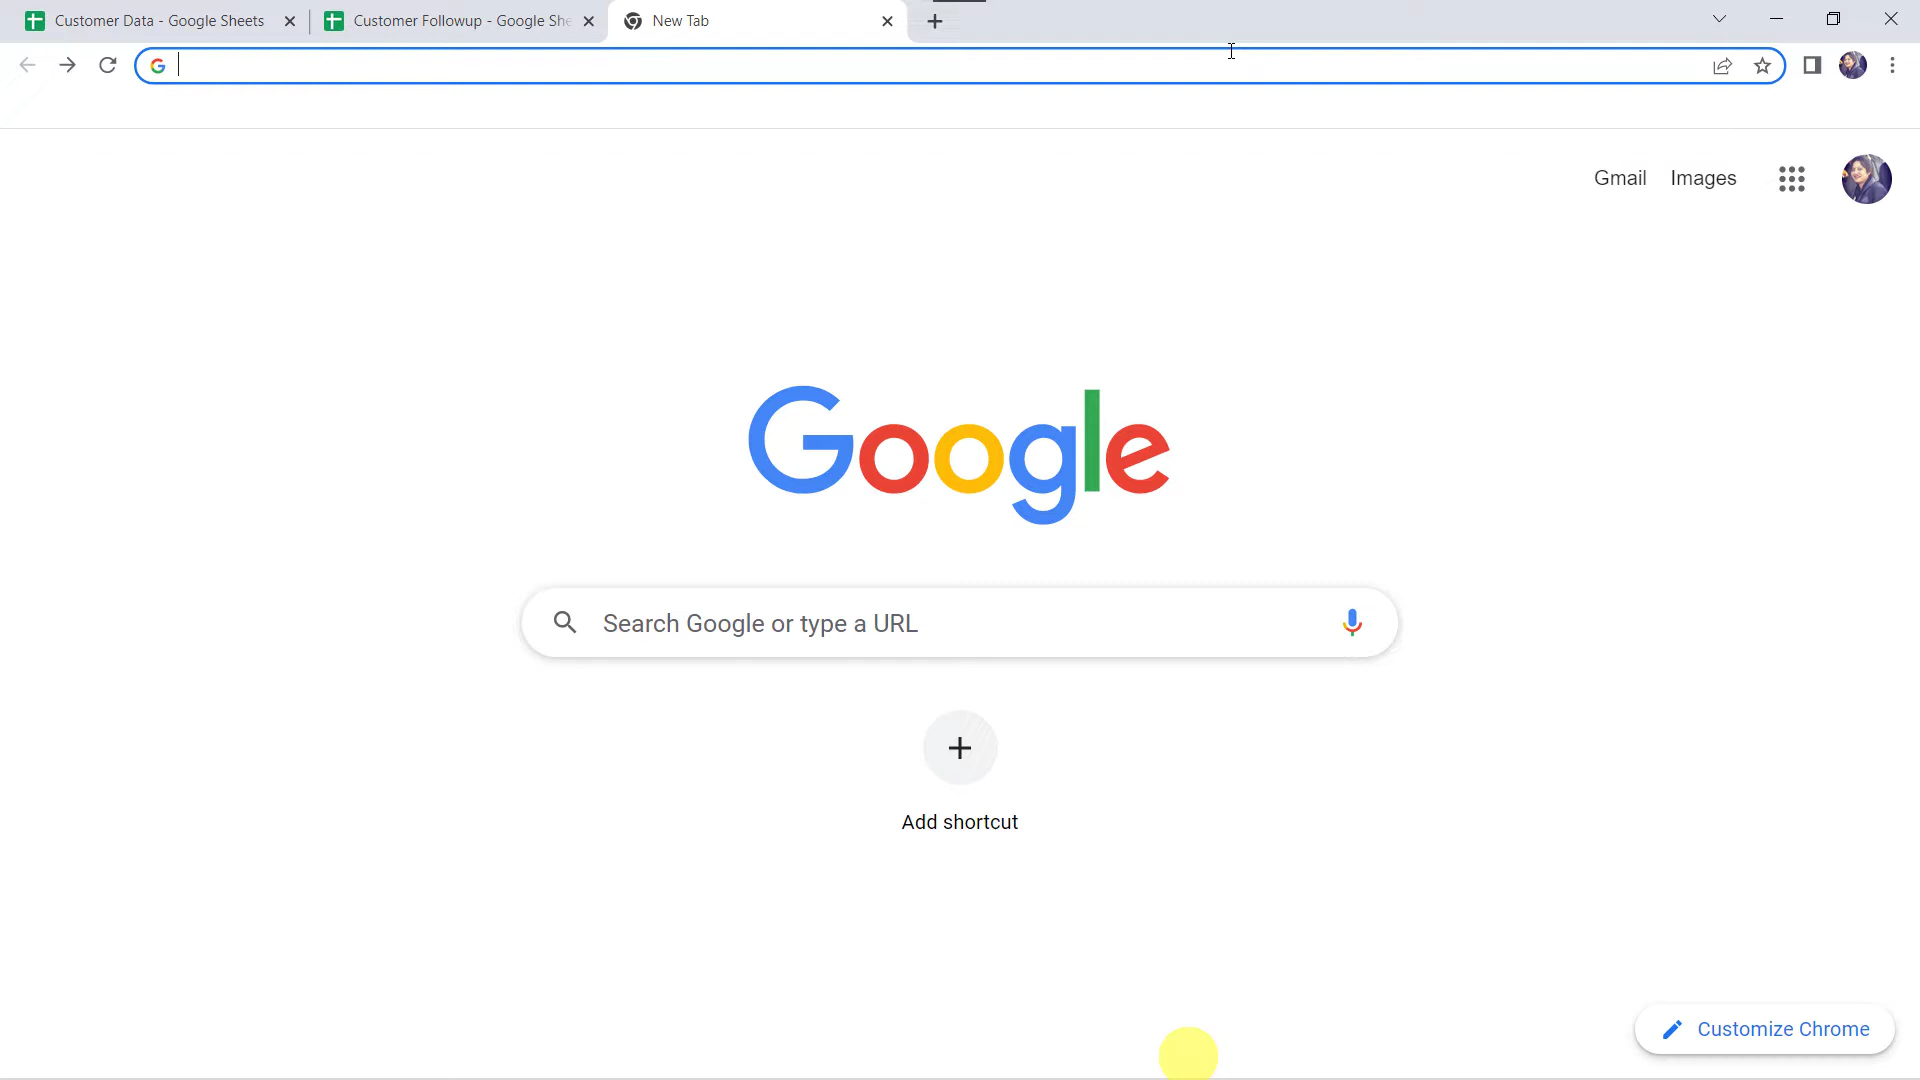 Customer Data - Google Sheets
Customer Followup - Google She
New Tab
Gmail Images
Google
Search Google or type a URL
Add shortcut
Customize Chrome